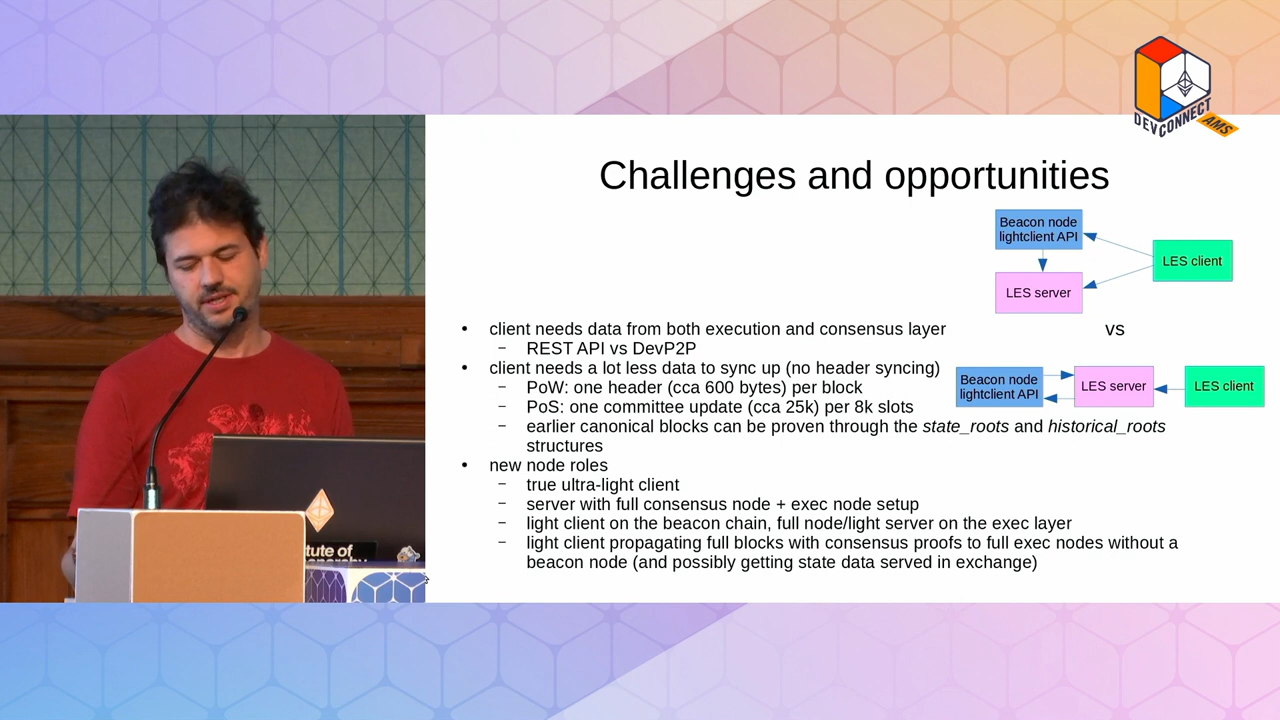 DEVCONNECT
AMS
Challenges and opportunities
Beacon node
lightclient API
LES client
LES server
vs
Beacon node
lightclient API
LES server
LES client
• client needs data from both execution and consensus layer
– REST API vs DevP2P
• client needs a lot less data to sync up (no header syncing)
– PoW: one header (cca 600 bytes) per block
– PoS: one committee update (cca 25k) per 8k slots
– earlier canonical blocks can be proven through the state_roots and historical_roots
structures
• new node roles
– true ultra-light client
– server with full consensus node + exec node setup
– light client on the beacon chain, full node/light server on the exec layer
– light client propagating full blocks with consensus proofs to full exec nodes without a
beacon node (and possibly getting state data served in exchange)
tute of